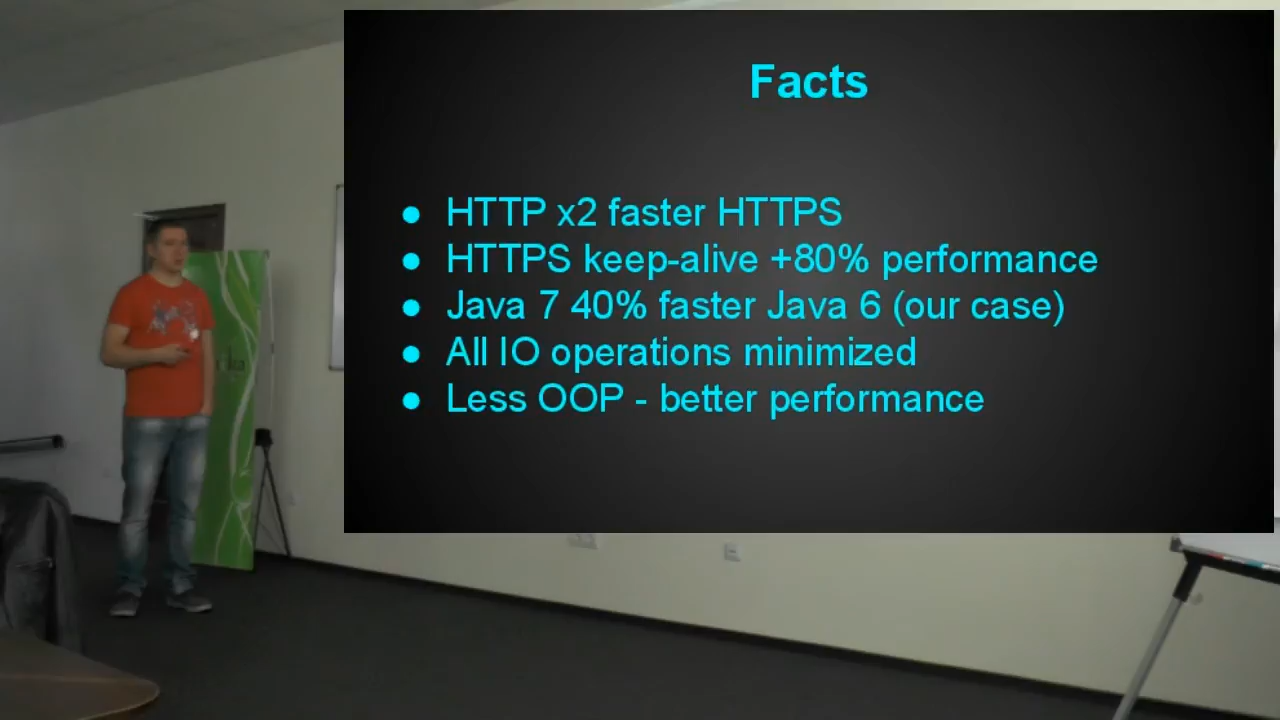 Facts
● HTTP x2 faster HTTPS
● HTTPS keep-alive +80% performance
● Java 7 40% faster Java 6 (our case)
● All IO operations minimized
● Less OOP - better performance